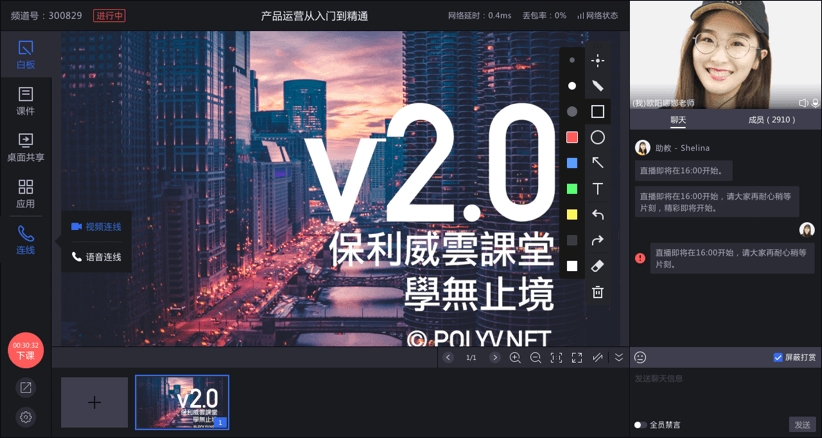 频道号：300829
进行中
产品运营从入门到精通
网络延时：0.4ms
丢包率：0%
网络状态
白板
课件
桌面共享
应用
连线
视频连线
语音连线
00:30:32
下课
v2.0
保利威雲課堂
學無止境
© POLYV.NET
1/1
v2.0
保利威雲課堂
學無止境
1
(我)欧阳娜娜老师
聊天
成员（2910）
助教 - Shelina
直播即将在16:00开始。
直播即将在16:00开始，请大家再耐心稍等
片刻，精彩即将开始。
直播即将在16:00开始，请大家再耐心稍等
片刻。
屏蔽打赏
发送聊天信息
全员禁言
发送